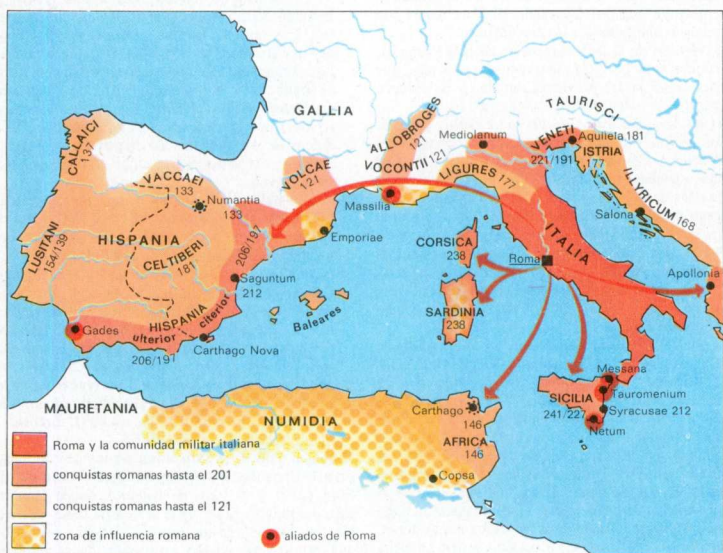 GALLIA
TAURISCI
CALLAICI
137
VACCAEI
133
Numantia
133
VOLCAE
121
ALLOBROGES
121
VOCONTII 121
Mediolanum
VENETI
221/191
Aquileia 181
ISTRIA
177
LIGURES 177
Massilia
ILLYRICUM 168
Salona
LUSITANI
154/139
HISPANIA
CELTIBERI
181
206/197
Emporiae
CORSICA
238
Roma
ITALIA
Apollonia
Saguntum
212
SARDINIA
238
Baleares
Gades
HISPANIA
ulterior
citerior
206/197
Carthago Nova
Messana
Tauromenium
SICILIA
241/227
Syracusae 212
Netum
MAURETANIA
NUMIDIA
Carthago
146
AFRICA
146
Copsa
Roma y la comunidad militar italiana
conquistas romanas hasta el 201
conquistas romanas hasta el 121
zona de influencia romana
aliados de Roma